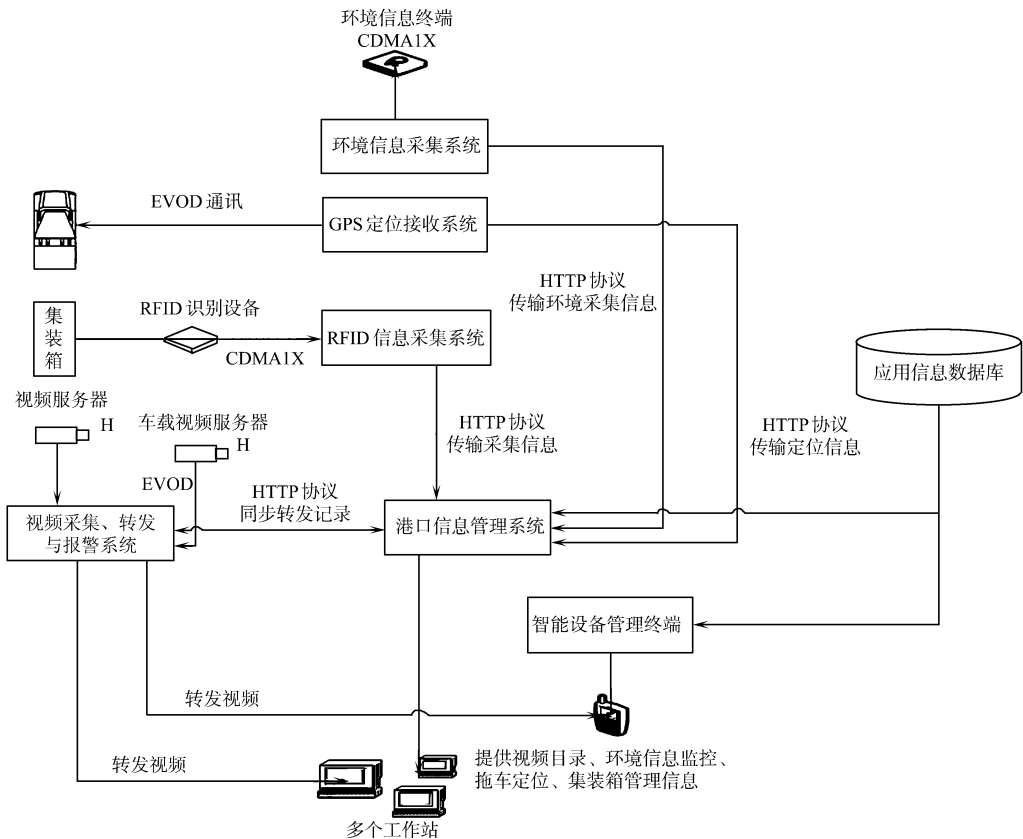 环境信息终端
CDMA1X
环境信息采集系统
EVOD 通讯
GPS 定位接收系统
HTTP 协议
传输环境采集信息
集
装
箱
RFID 识别设备
CDMA1X
RFID 信息采集系统
应用信息数据库
视频服务器
H
车载视频服务器
H
EVOD
HTTP 协议
传输采集信息
HTTP 协议
传输定位信息
HTTP 协议
同步转发记录
视频采集、转发
与报警系统
港口信息管理系统
智能设备管理终端
转发视频
转发视频
提供视频目录、环境信息监控、
拖车定位、集装箱管理信息
多个工作站